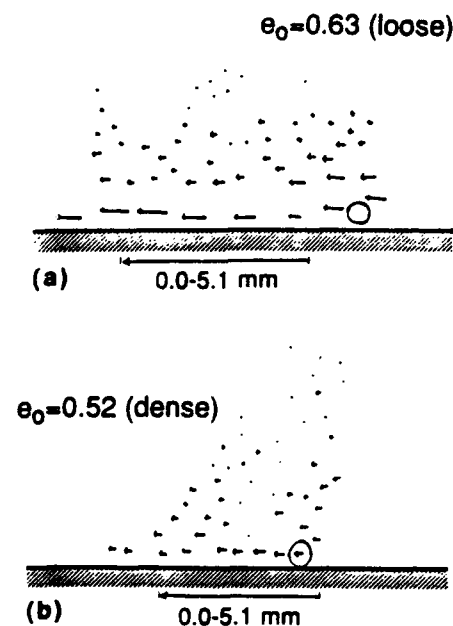 e₀=0.63 (loose)
(a)
0.0-5.1 mm
e₀=0.52 (dense)
(b)
0.0-5.1 mm